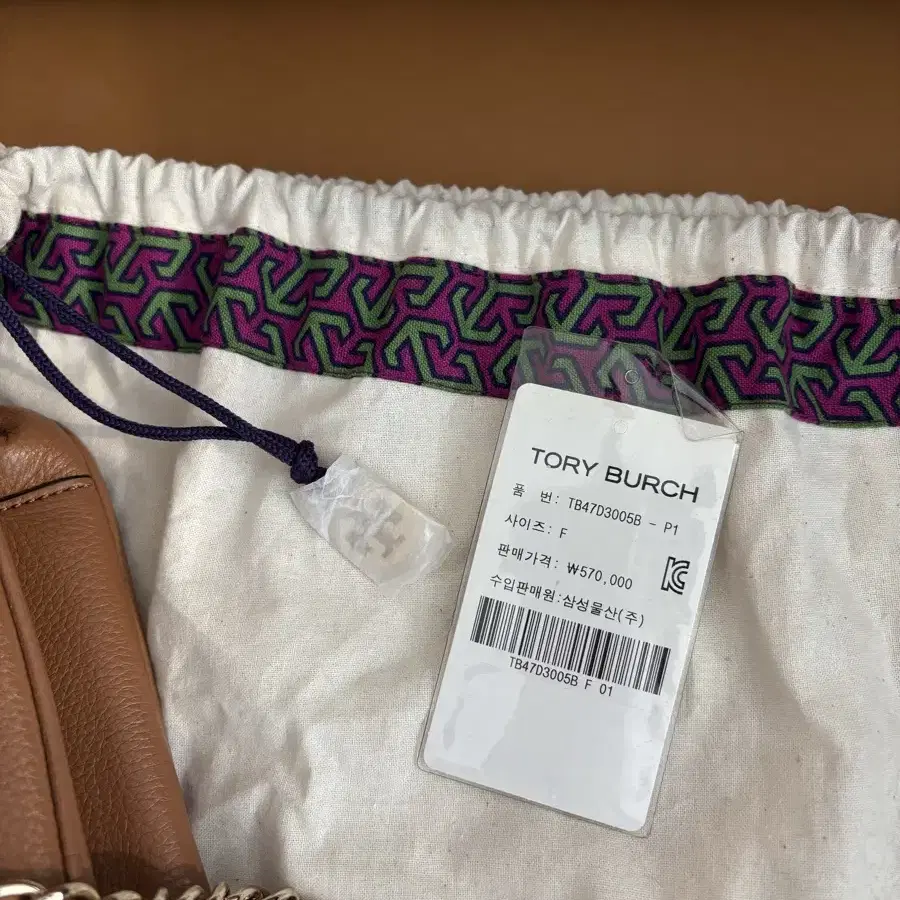 TORY BURCH
품 번: TB47D3005B - P1
사이즈: F
판매가격: ₩570,000
수입판매원:삼성물산(주)
TB47D3005B F 01